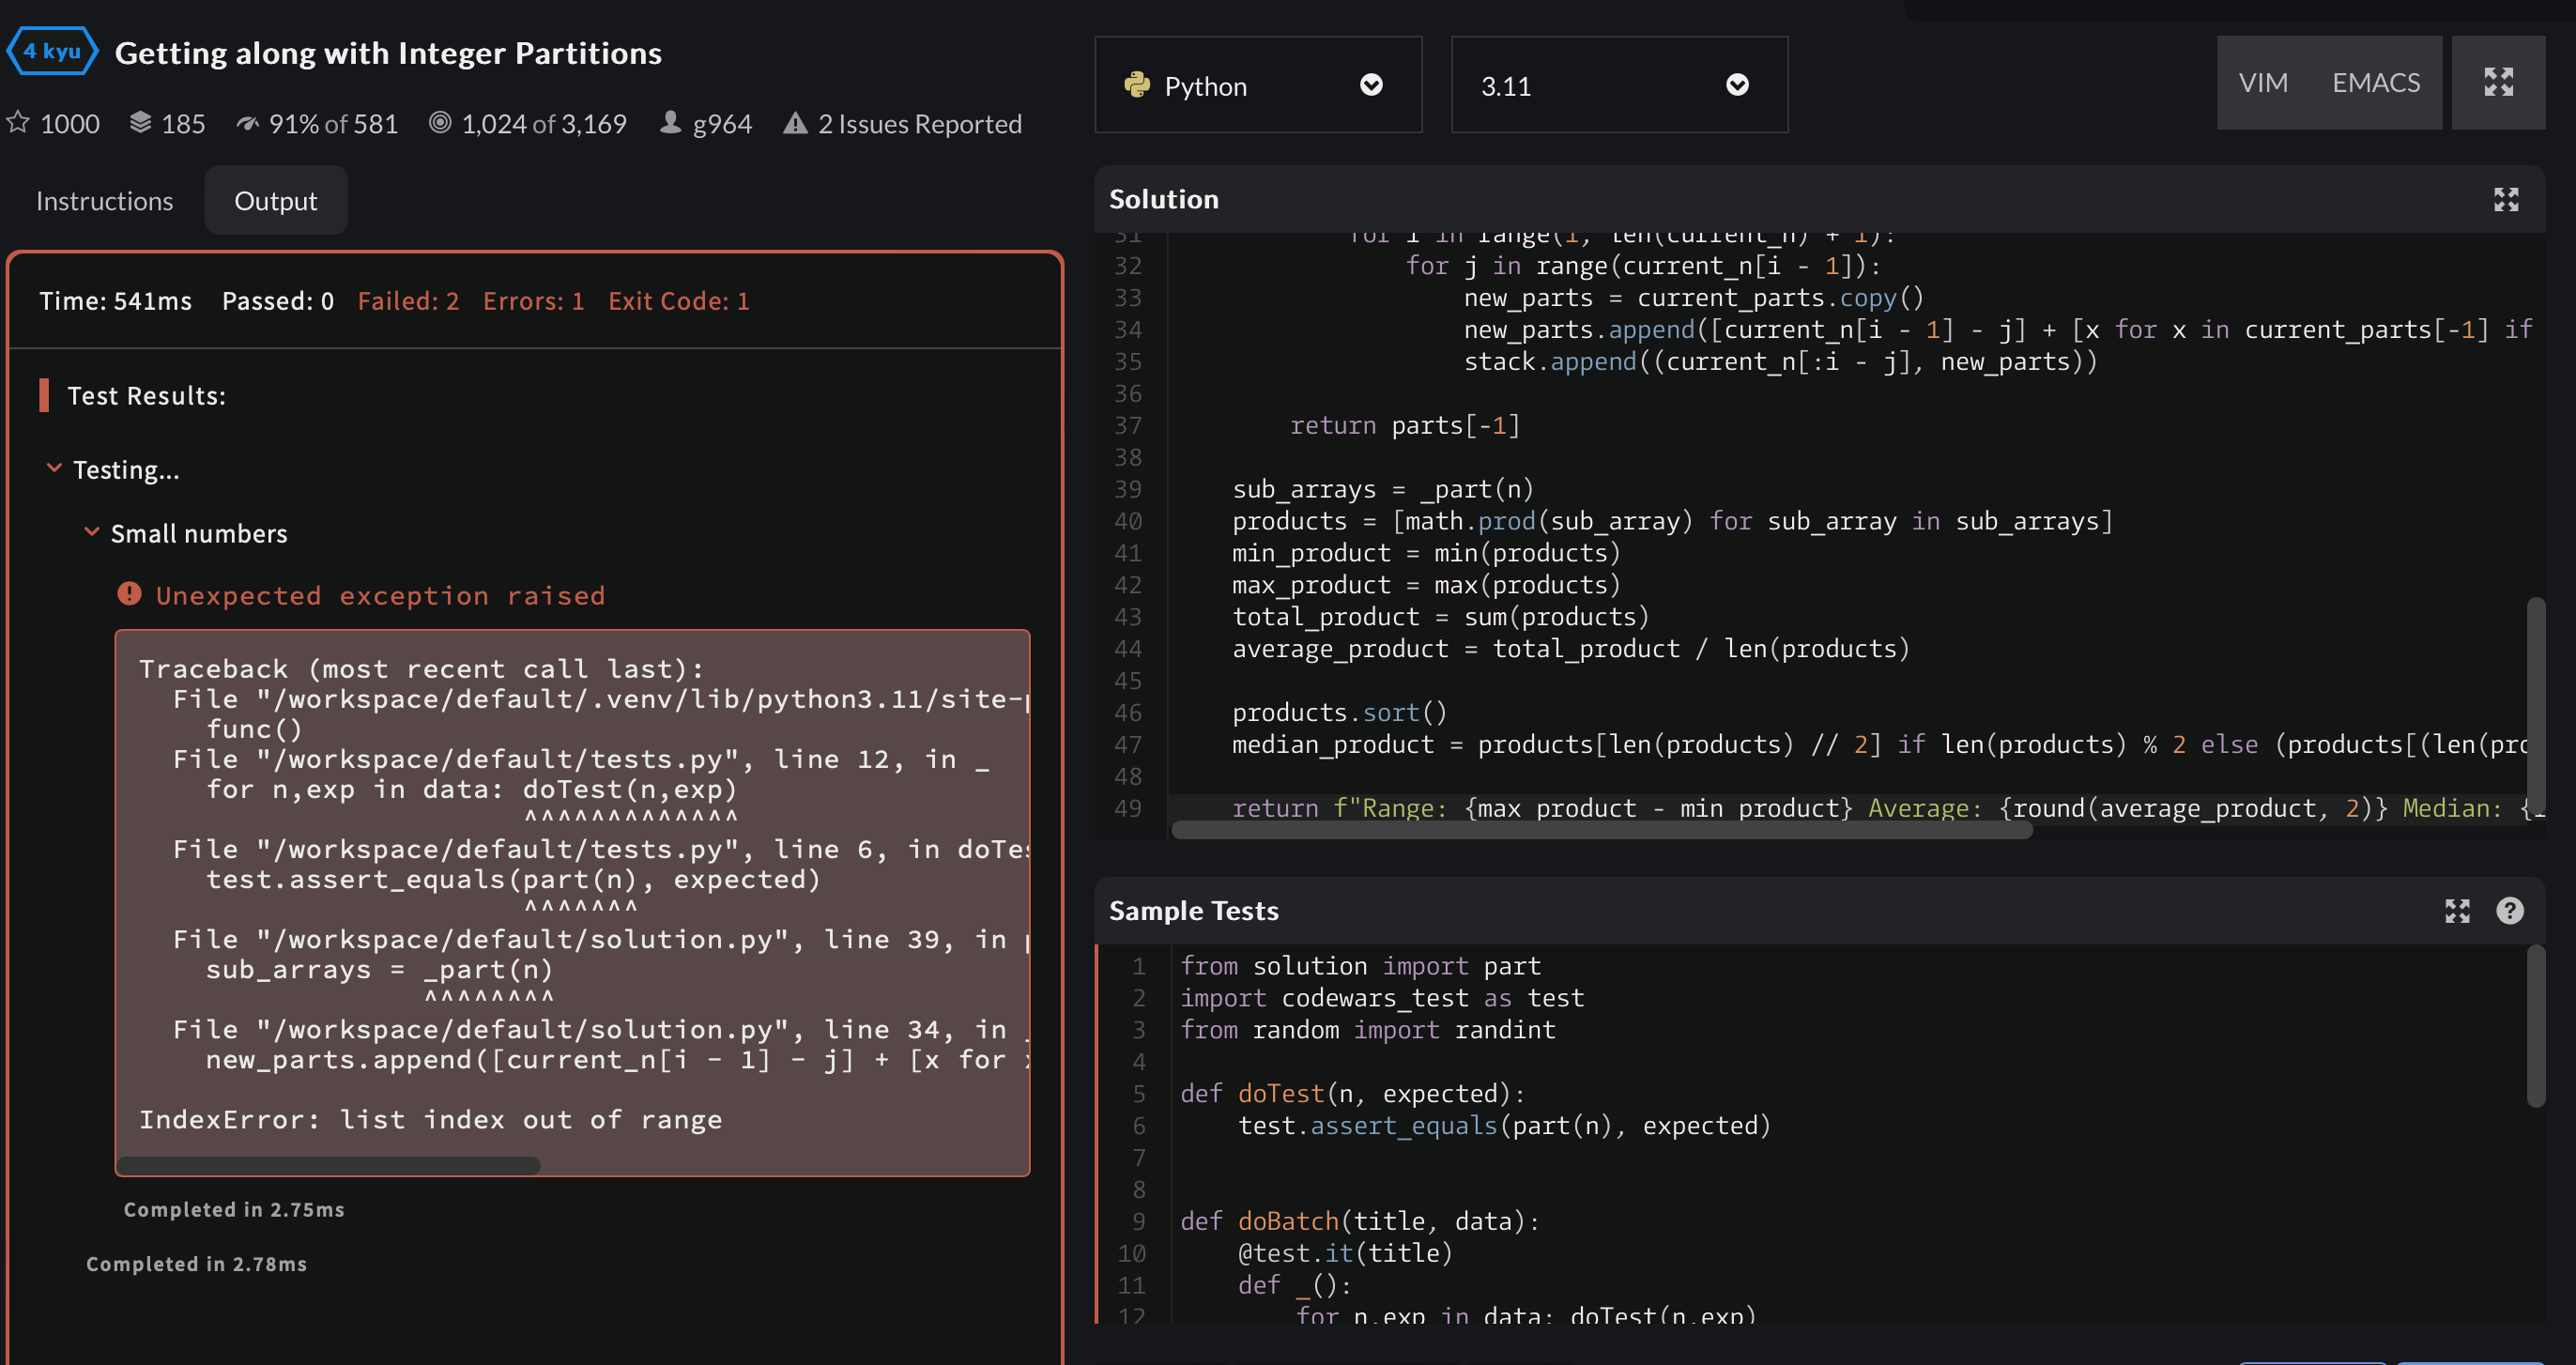 4 kyu Getting along with Integer Partitions
1000 185 91% of 581 1,024 of 3,169 g964 2 Issues Reported
Instructions Output
Time: 541ms Passed: 0 Failed: 2 Errors: 1 Exit Code: 1
Test Results:
Testing...
Small numbers
Unexpected exception raised
Traceback (most recent call last):
File "/workspace/default/.venv/lib/python3.11/site-
func()
File "/workspace/default/tests.py", line 12, in _
for n,exp in data: doTest(n,exp)
^^^^^^^^^^^^^
File "/workspace/default/tests.py", line 6, in doTes
test.assert_equals(part(n), expected)
^^^^^^^
File "/workspace/default/solution.py", line 39, in
sub_arrays = _part(n)
^^^^^^^^
File "/workspace/default/solution.py", line 34, in _
new_parts.append([current_n[i - 1] - j] + [x for
IndexError: list index out of range
Completed in 2.75ms
Completed in 2.78ms
Python 3.11 VIM EMACS
Solution
31 for i in range(1, len(current_n) + 1):
32 for j in range(current_n[i - 1]):
33 new_parts = current_parts.copy()
34 new_parts.append([current_n[i - 1] - j] + [x for x in current_parts[-1] if
35 stack.append((current_n[:i - j], new_parts))
36
37 return parts[-1]
38
39 sub_arrays = _part(n)
40 products = [math.prod(sub_array) for sub_array in sub_arrays]
41 min_product = min(products)
42 max_product = max(products)
43 total_product = sum(products)
44 average_product = total_product / len(products)
45
46 products.sort()
47 median_product = products[len(products) // 2] if len(products) % 2 else (products[(len(pro
48
49 return f"Range: {max_product - min_product} Average: {round(average_product, 2)} Median: {
Sample Tests
1 from solution import part
2 import codewars_test as test
3 from random import randint
4
5 def doTest(n, expected):
6 test.assert_equals(part(n), expected)
7
8
9 def doBatch(title, data):
10 @test.it(title)
11 def _():
12 for n,exp in data: doTest(n,exp)